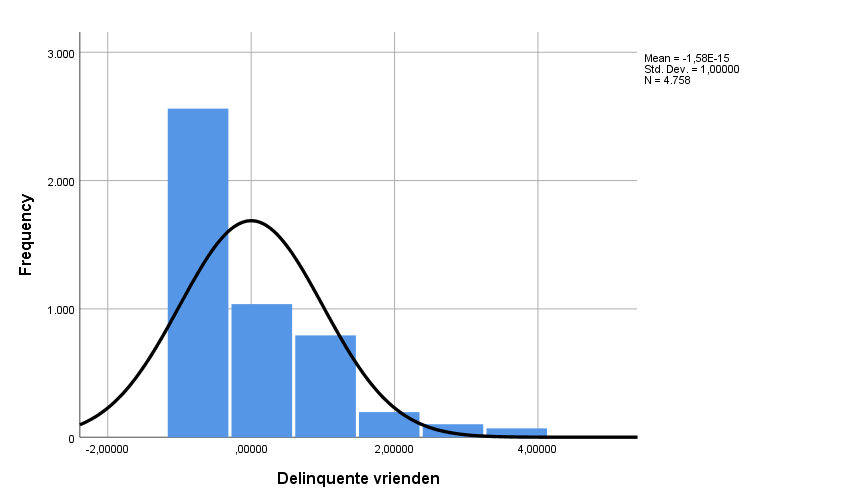 Mean = -1,58E-15
Std. Dev. = 1,00000
N = 4.758
Frequency
3.000
2.000
1.000
0
-2,00000
,00000
2,00000
4,00000
Delinquente vrienden